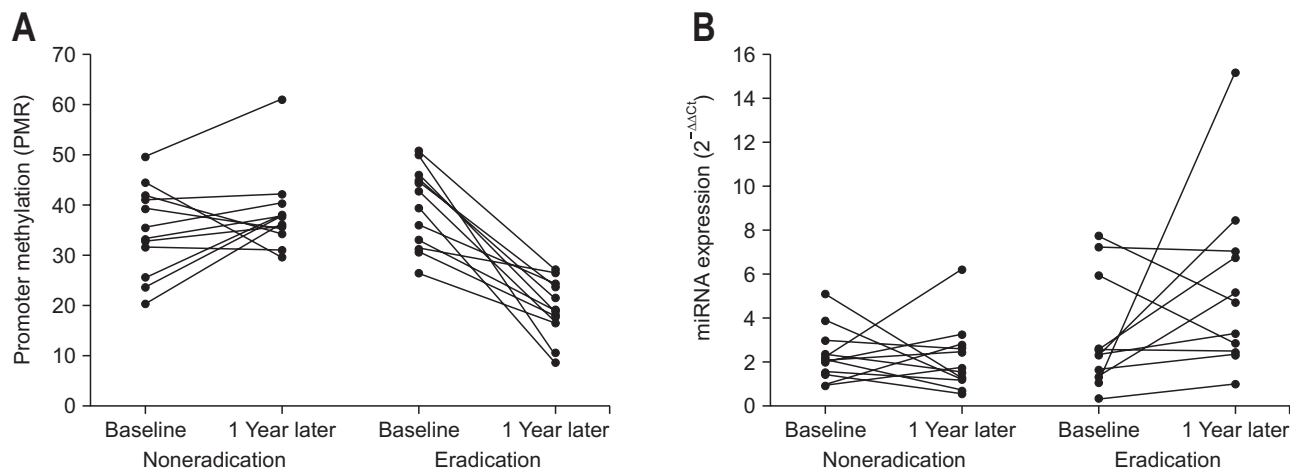 A
Promoter methylation (PMR)
70
60
50
40
30
20
10
0
Baseline 1 Year later Baseline 1 Year later
Noneradication Eradication
B
miRNA expression (2^−ΔΔCt)
16
14
12
10
8
6
4
2
0
Baseline 1 Year later Baseline 1 Year later
Noneradication Eradication